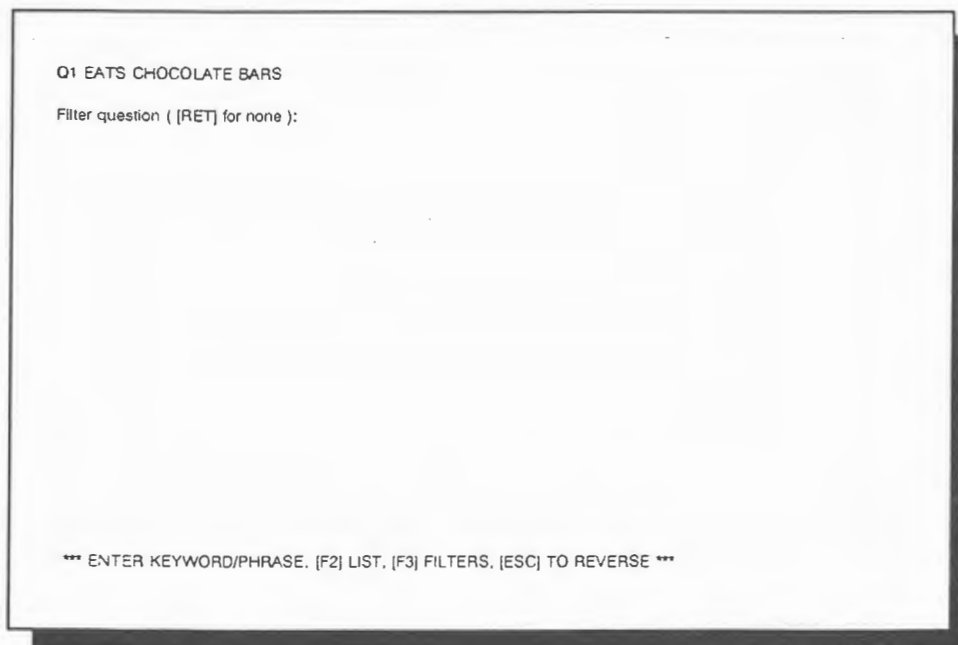 Q1 EATS CHOCOLATE BARS
Filter question ( [RET] for none ):
*** ENTER KEYWORD/PHRASE, [F2] LIST, [F3] FILTERS, [ESC] TO REVERSE ***